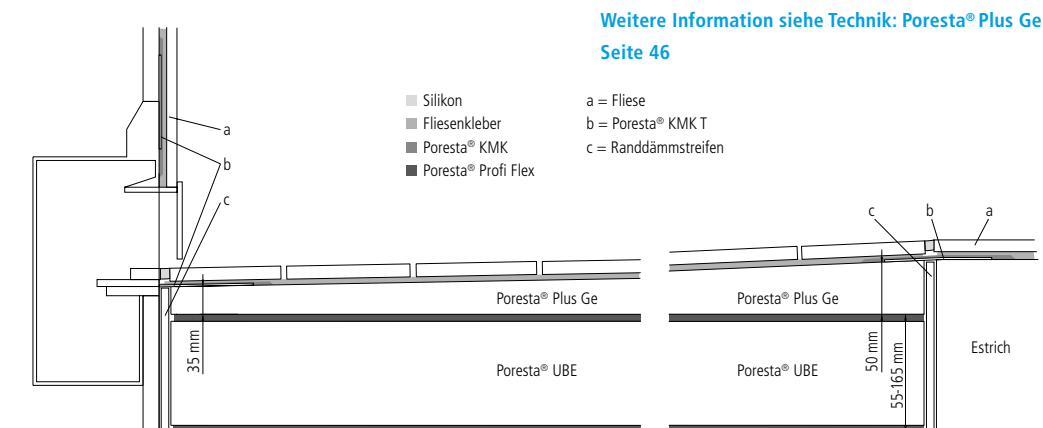 Weitere Information siehe Technik: Poresta® Plus Ge
Seite 46
Silikon
Fliesenkleber
Poresta® KMK
Poresta® Profi Flex
a = Fliese
b = Poresta® KMK T
c = Randdämmstreifen
a
b
c
c
b
a
Poresta® Plus Ge
Poresta® Plus Ge
35 mm
Poresta® UBE
Poresta® UBE
50 mm
55-165 mm
Estrich